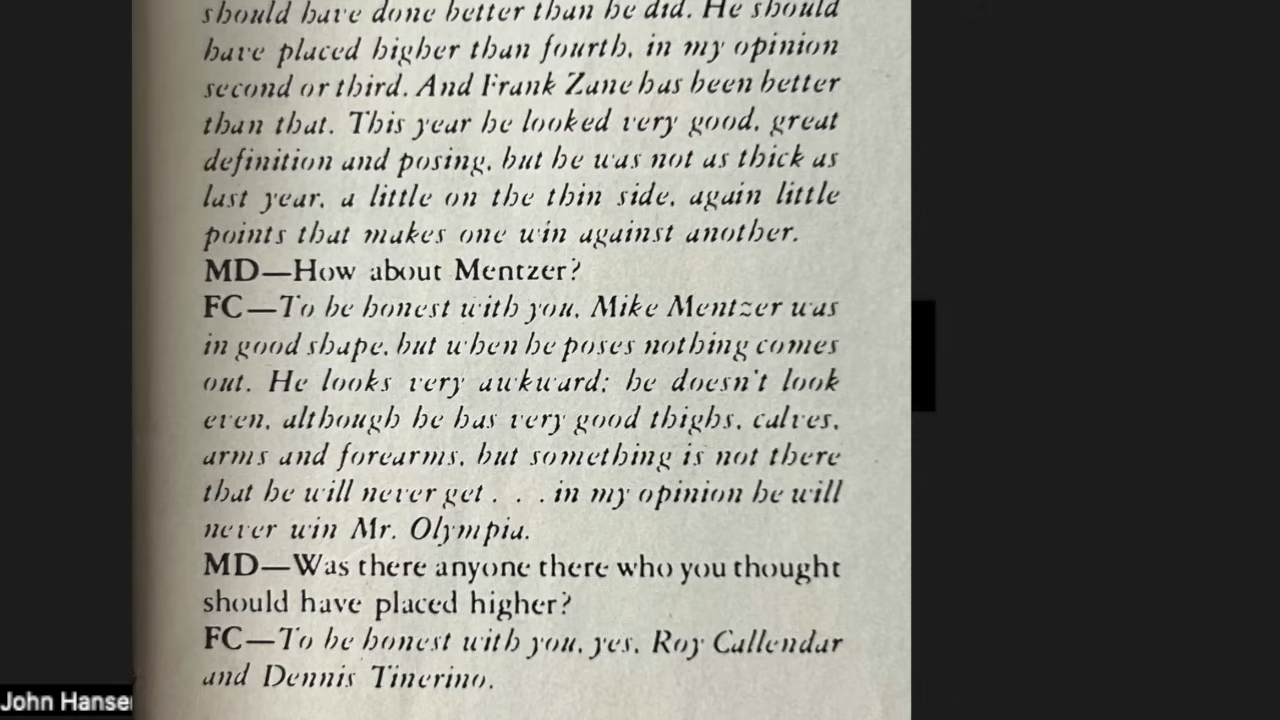 should have done better than he did. He should
have placed higher than fourth, in my opinion
second or third. And Frank Zane has been better
than that. This year he looked very good, great
definition and posing, but he was not as thick as
last year, a little on the thin side, again little
points that makes one win against another.
MD—How about Mentzer?
FC—To be honest with you, Mike Mentzer was
in good shape, but when he poses nothing comes
out. He looks very awkward; he doesn't look
even, although he has very good thighs, calves,
arms and forearms, but something is not there
that he will never get . . . in my opinion he will
never win Mr. Olympia.
MD—Was there anyone there who you thought
should have placed higher?
FC—To be honest with you, yes, Roy Callendar
and Dennis Tinerino.
John Hansen